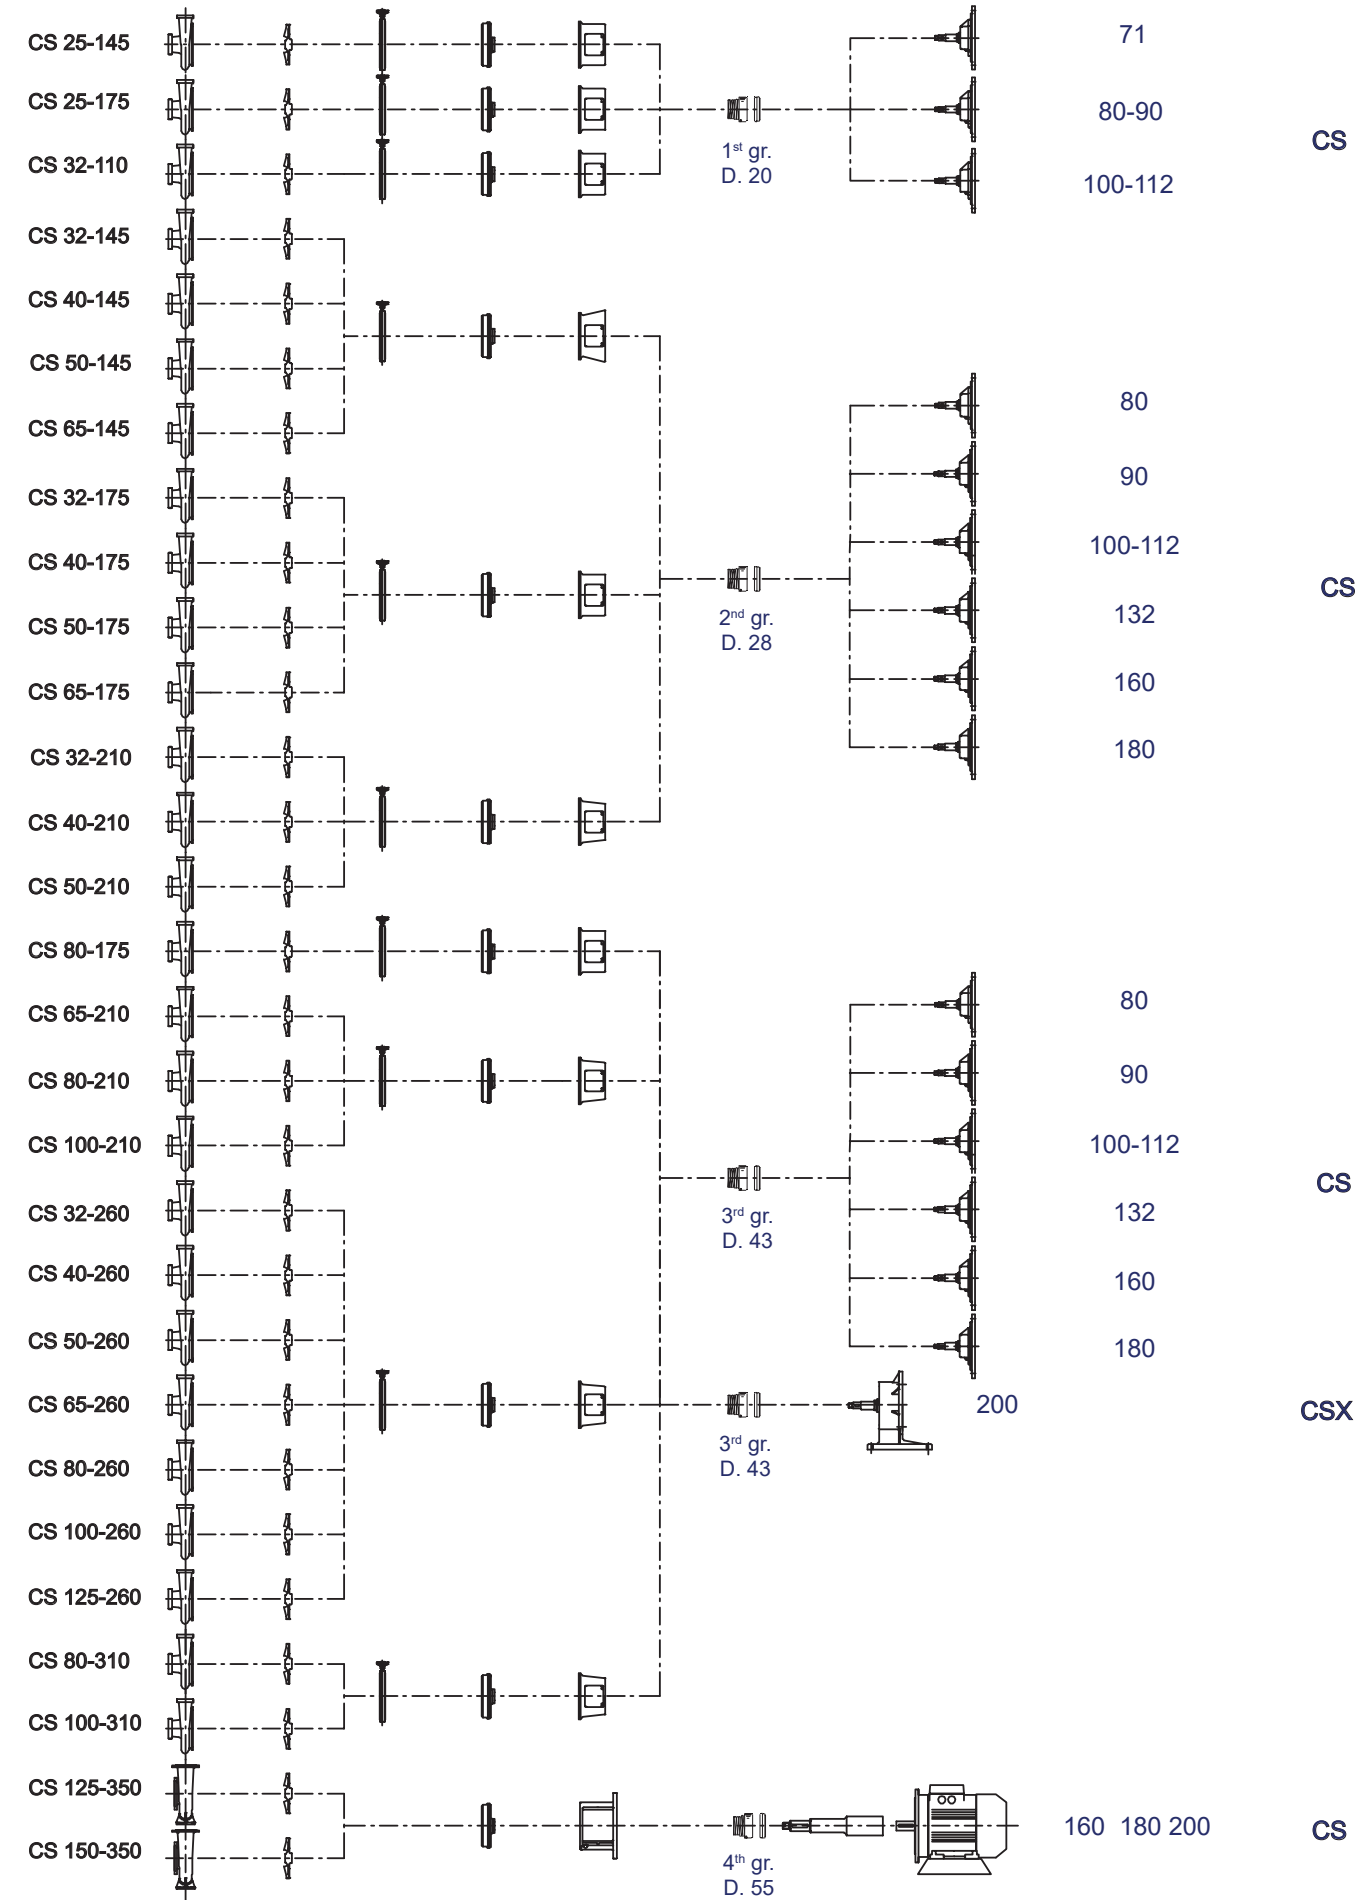 CS 25-145
71
CS 25-175
80-90
CS
1st gr.
D. 20
CS 32-110
100-112
CS 32-145
CS 40-145
CS 50-145
80
CS 65-145
90
CS 32-175
100-112
CS 40-175
CS
2nd gr.
D. 28
132
CS 50-175
160
CS 65-175
180
CS 32-210
CS 40-210
CS 50-210
CS 80-175
80
CS 65-210
90
CS 80-210
100-112
CS 100-210
CS
3rd gr.
D. 43
132
CS 32-260
160
CS 40-260
180
CS 50-260
200
CSX
CS 65-260
3rd gr.
D. 43
CS 80-260
CS 100-260
CS 125-260
CS 80-310
CS 100-310
CS 125-350
160 180 200
CS
CS 150-350
4th gr.
D. 55